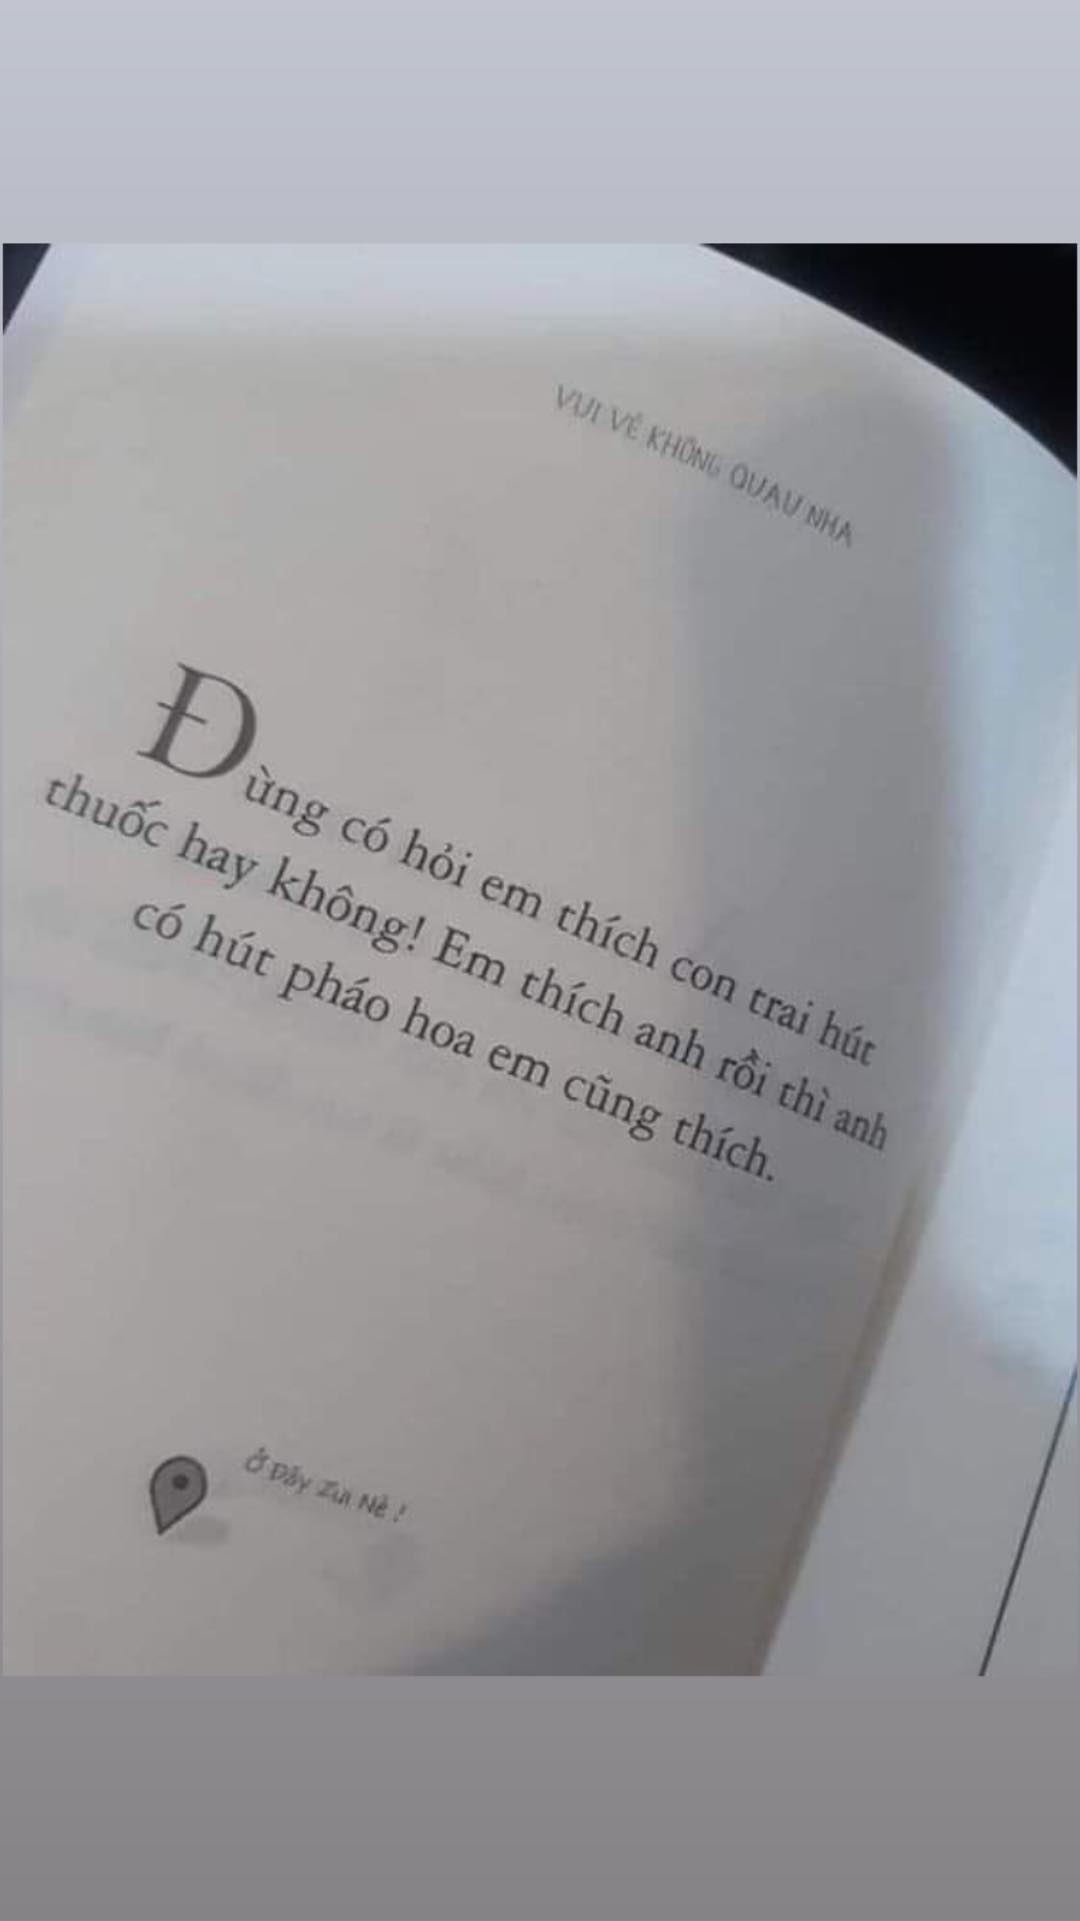 VUI VẺ KHÔNG QUẠU NHA
Đừng có hỏi em thích con trai hút
thuốc hay không! Em thích anh rồi thì anh
có hút pháo hoa em cũng thích.
Ở Đây Zui Nè !